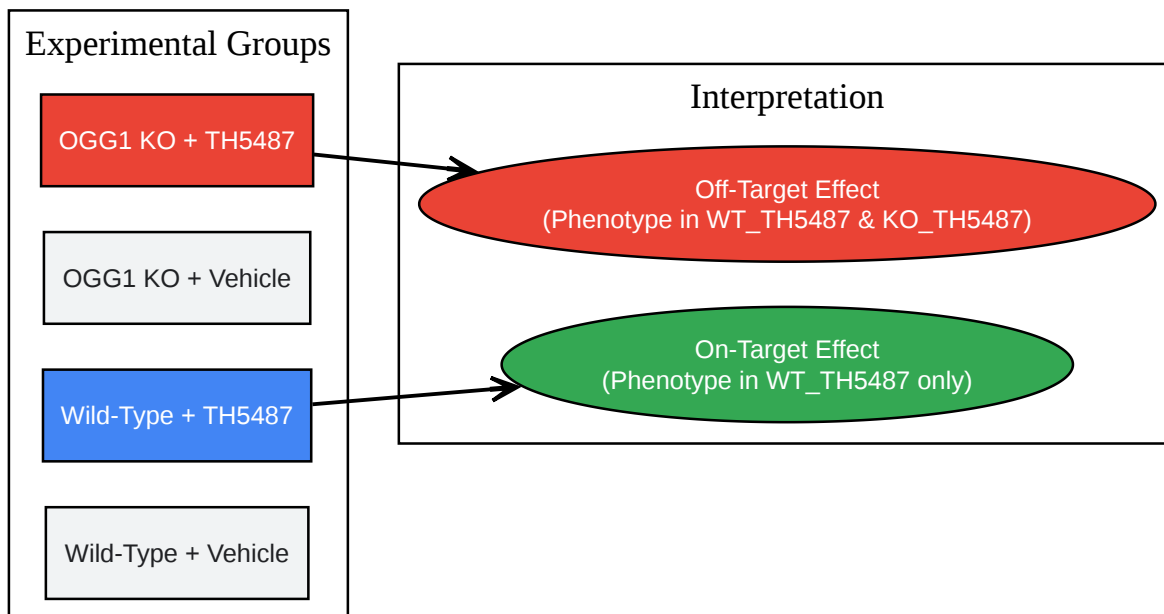 Experimental Groups
OGG1 KO + TH5487
OGG1 KO + Vehicle
Wild-Type + TH5487
Wild-Type + Vehicle
Interpretation
Off-Target Effect
(Phenotype in WT_TH5487 & KO_TH5487)
On-Target Effect
(Phenotype in WT_TH5487 only)